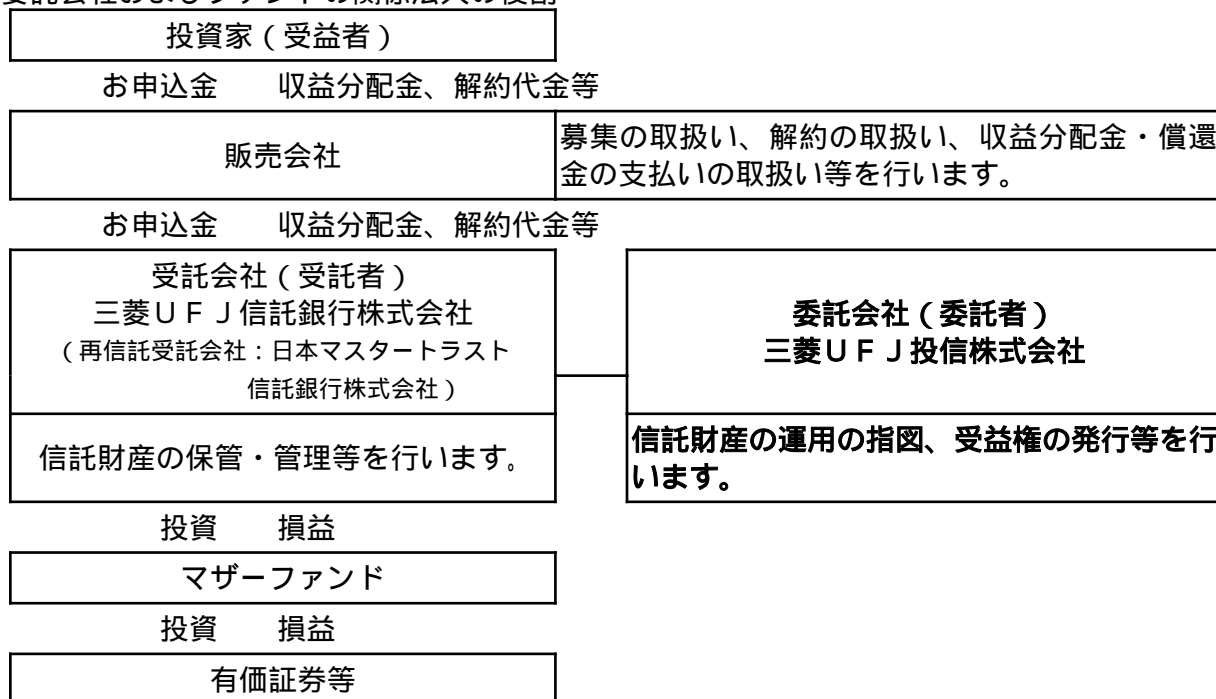 委託会社およびファンドの関係法人の役割
投資家（受益者）
お申込金　　収益分配金、解約代金等
販売会社
募集の取扱い、解約の取扱い、収益分配金・償還
金の支払いの取扱い等を行います。
お申込金　　収益分配金、解約代金等
受託会社（受託者）
三菱ＵＦＪ信託銀行株式会社
（再信託受託会社：日本マスタートラスト
信託銀行株式会社）
委託会社（委託者）
三菱ＵＦＪ投信株式会社
信託財産の保管・管理等を行います。
信託財産の運用の指図、受益権の発行等を行
います。
投資　　損益
マザーファンド
投資　　損益
有価証券等